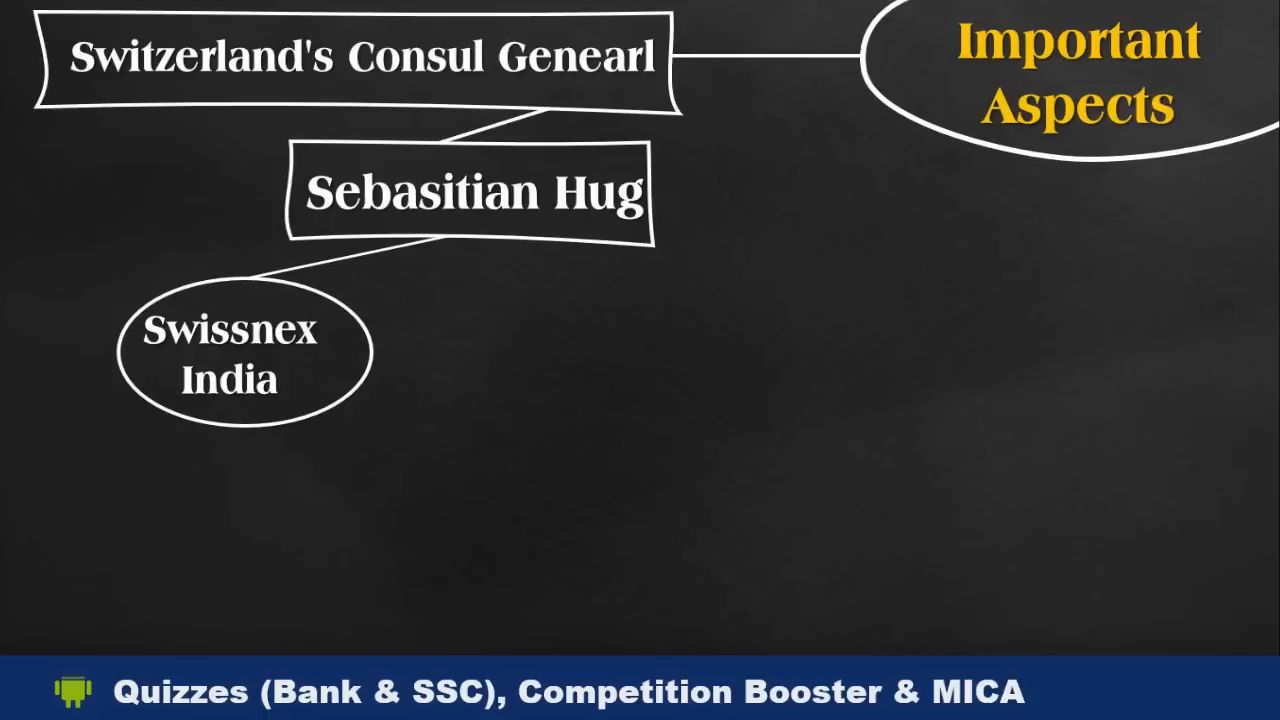 Switzerland's Consul Genearl
Important
Aspects
Sebasitian Hug
Swissnex
India
Quizzes (Bank & SSC), Competition Booster & MICA